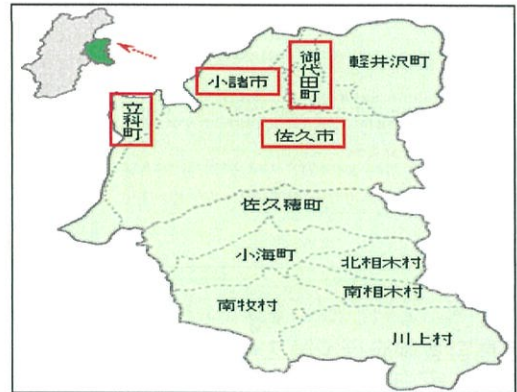 御代田町
軽井沢町
小諸市
立科町
佐久市
佐久穂町
小海町
北相木村
南相木村
南牧村
川上村